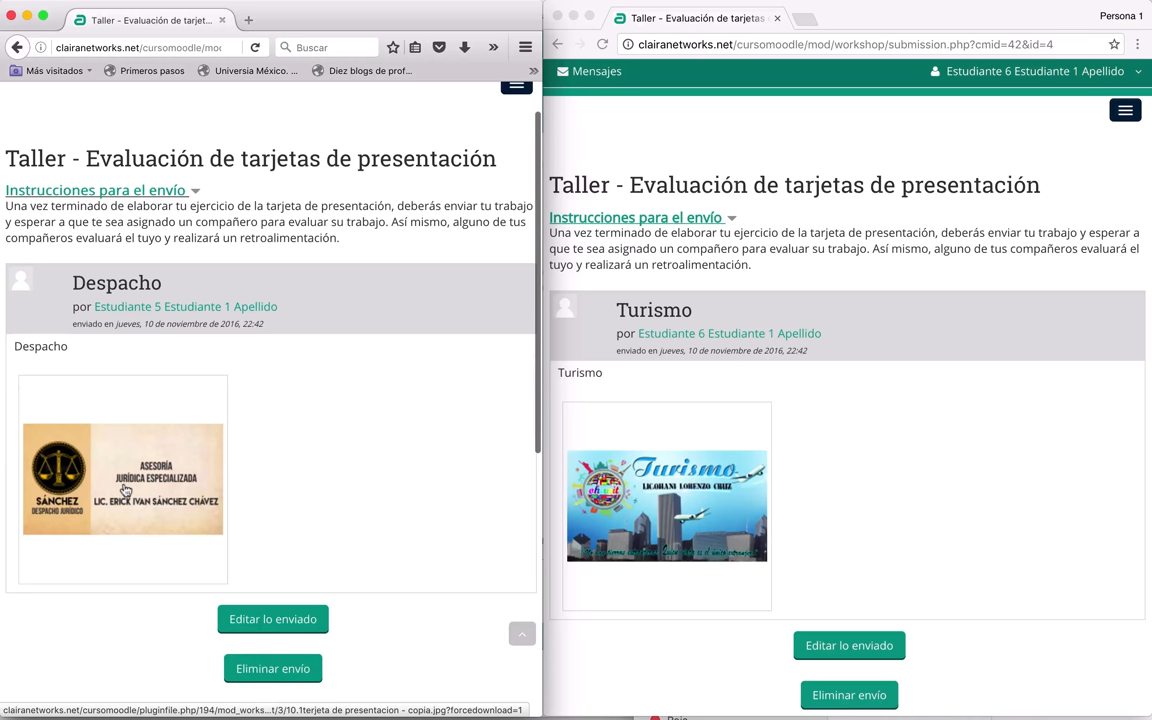 Taller - Evaluación de tarjet...
clairanetworks.net/cursomoodle/moc
Buscar
Más visitados
Primeros pasos
Universia México. ...
Diez blogs de prof...
Taller - Evaluación de tarjetas de presentación
Instrucciones para el envío
Una vez terminado de elaborar tu ejercicio de la tarjeta de presentación, deberás enviar tu trabajo
y esperar a que te sea asignado un compañero para evaluar su trabajo. Así mismo, alguno de tus
compañeros evaluará el tuyo y realizará un retroalimentación.
Despacho
por Estudiante 5 Estudiante 1 Apellido
enviado en jueves, 10 de noviembre de 2016, 22:42
Despacho
ASESORÍA
JURÍDICA ESPECIALIZADA
LIC. ERICK IVAN SÁNCHEZ CHÁVEZ
SÁNCHEZ
DESPACHO JURÍDICO
Editar lo enviado
Eliminar envío
clairanetworks.net/cursomoodle/pluginfile.php/194/mod_works...t/3/10.1terjeta de presentacion - copia.jpg?forcedownload=1
Taller - Evaluación de tarjetas
Persona 1
clairanetworks.net/cursomoodle/mod/workshop/submission.php?cmid=42&id=4
Mensajes
Estudiante 6 Estudiante 1 Apellido
Taller - Evaluación de tarjetas de presentación
Instrucciones para el envío
Una vez terminado de elaborar tu ejercicio de la tarjeta de presentación, deberás enviar tu trabajo y esperar a
que te sea asignado un compañero para evaluar su trabajo. Así mismo, alguno de tus compañeros evaluará el
tuyo y realizará un retroalimentación.
Turismo
por Estudiante 6 Estudiante 1 Apellido
enviado en jueves, 10 de noviembre de 2016, 22:42
Turismo
Turismo
LIC.OHANI LORENZO CRUZ
Editar lo enviado
Eliminar envío